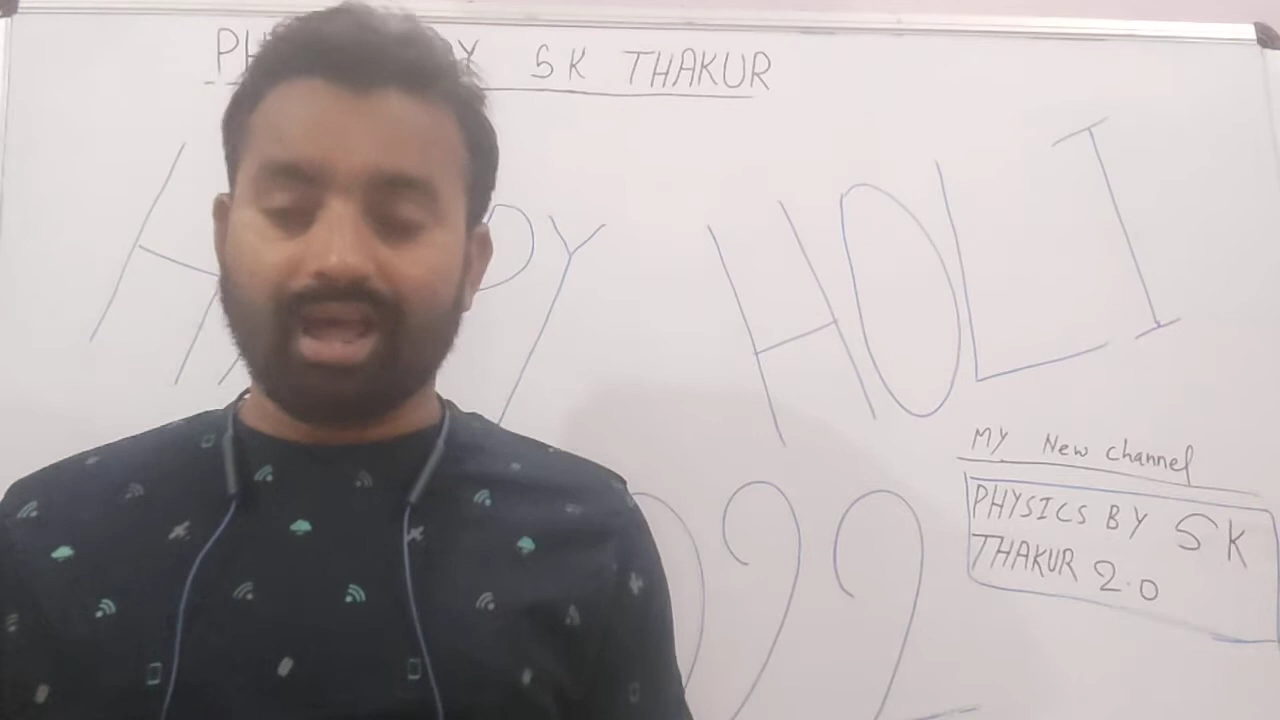 SK THAKUR
HOLI
MY New channel
PHYSICS BY SK
THAKUR 2.0